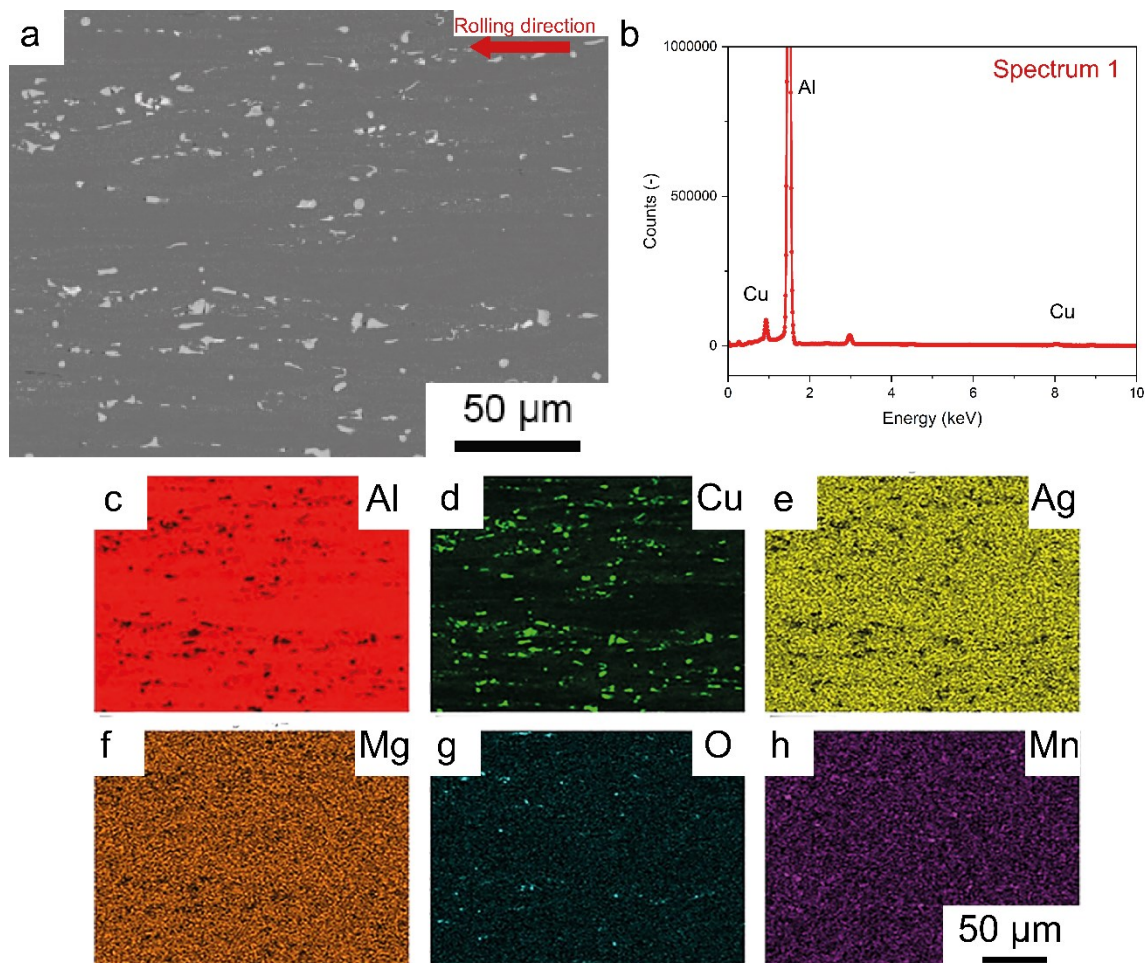 a
Rolling direction
50 µm
b
1000000
500000
0
Counts (-)
Spectrum 1
Al
Cu
Cu
0 2 4 6 8 10
Energy (keV)
c Al
d Cu
e Ag
f Mg
g O
h Mn
50 µm